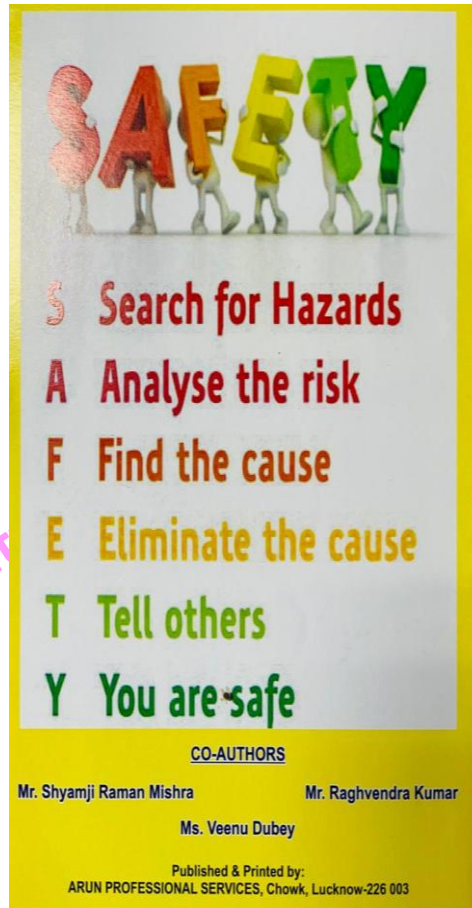 SAFETY
S Search for Hazards
A Analyse the risk
F Find the cause
E Eliminate the cause
T Tell others
Y You are safe
CO-AUTHORS
Mr. Shyamji Raman Mishra Mr. Raghvendra Kumar
Ms. Veenu Dubey
Published & Printed by:
ARUN PROFESSIONAL SERVICES, Chowk, Lucknow-226 003